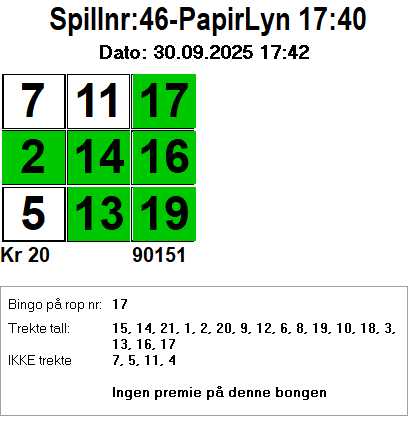 Spillnr:46-PapirLyn 17:40
Dato: 30.09.2025 17:42
7 11 17
2 14 16
5 13 19
Kr 20 90151
Bingo på rop nr: 17
Trekte tall: 15, 14, 21, 1, 2, 20, 9, 12, 6, 8, 19, 10, 18, 3,
13, 16, 17
IKKE trekte 7, 5, 11, 4
Ingen premie på denne bongen